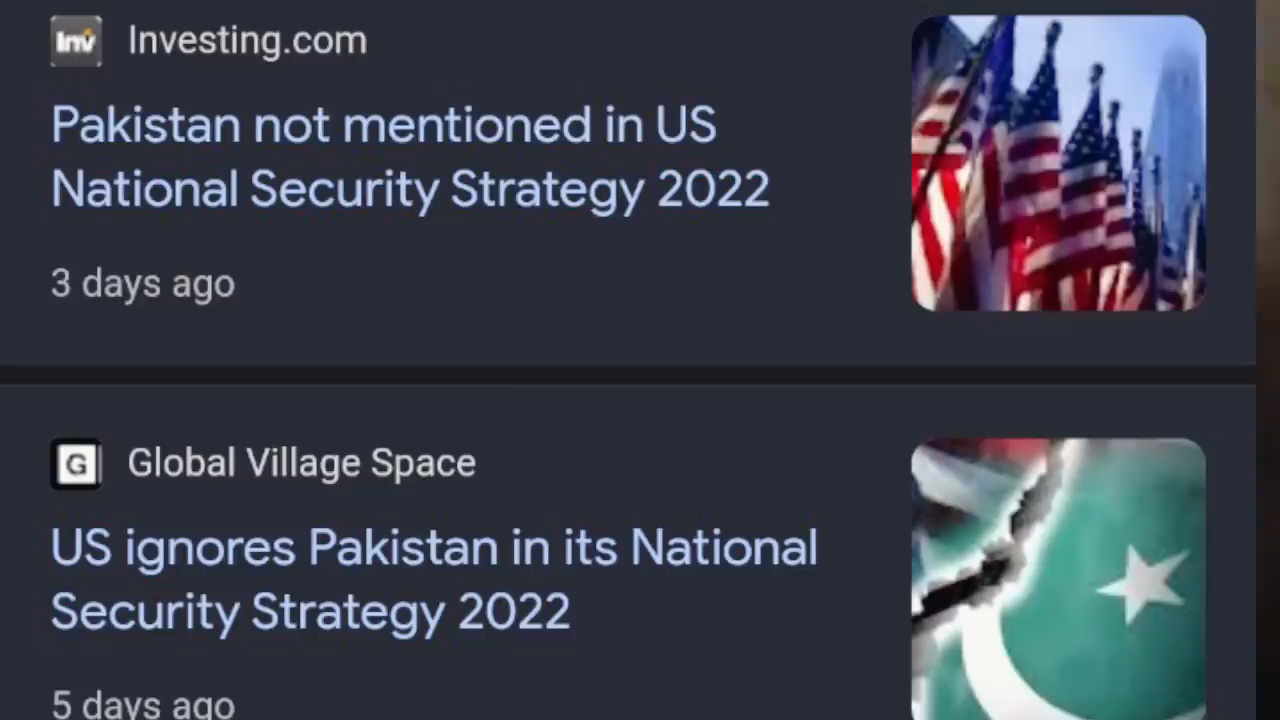 Inv Investing.com
Pakistan not mentioned in US
National Security Strategy 2022
3 days ago
G Global Village Space
US ignores Pakistan in its National
Security Strategy 2022
5 days ago